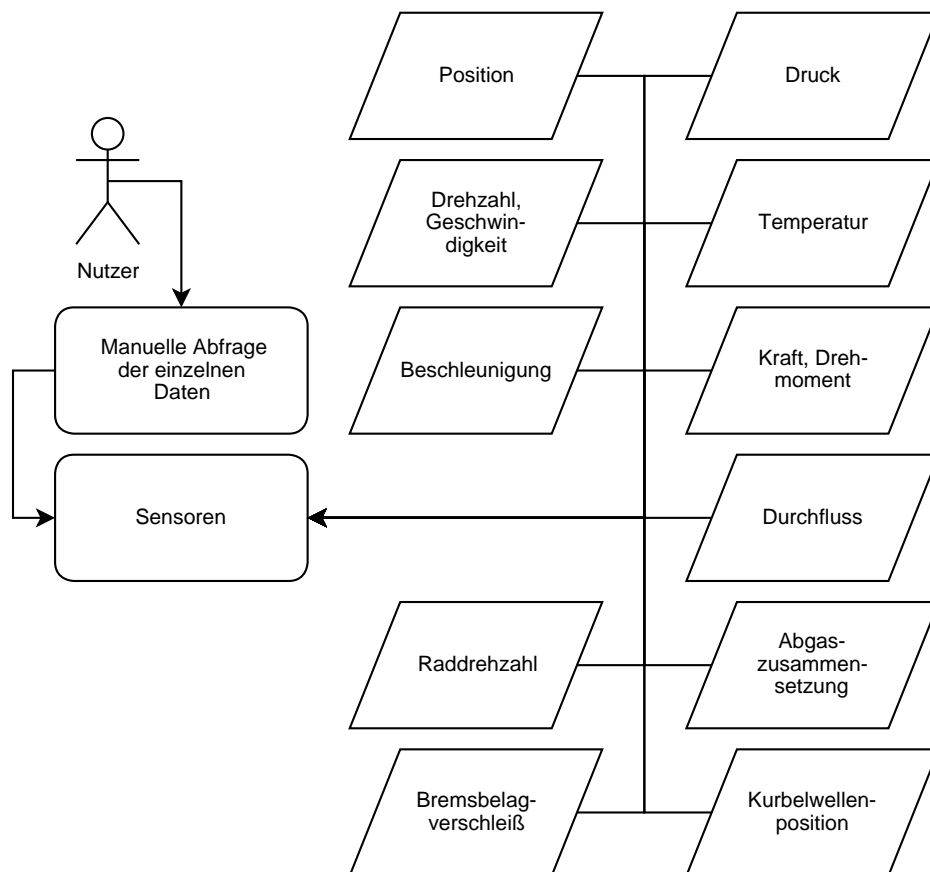 Position
Druck
Drehzahl,
Geschwin-
digkeit
Temperatur
Nutzer
Manuelle Abfrage
der einzelnen
Daten
Beschleunigung
Kraft, Dreh-
moment
Sensoren
Durchfluss
Raddrehzahl
Abgas-
zusammen-
setzung
Bremsbelag-
verschleiß
Kurbelwellen-
position